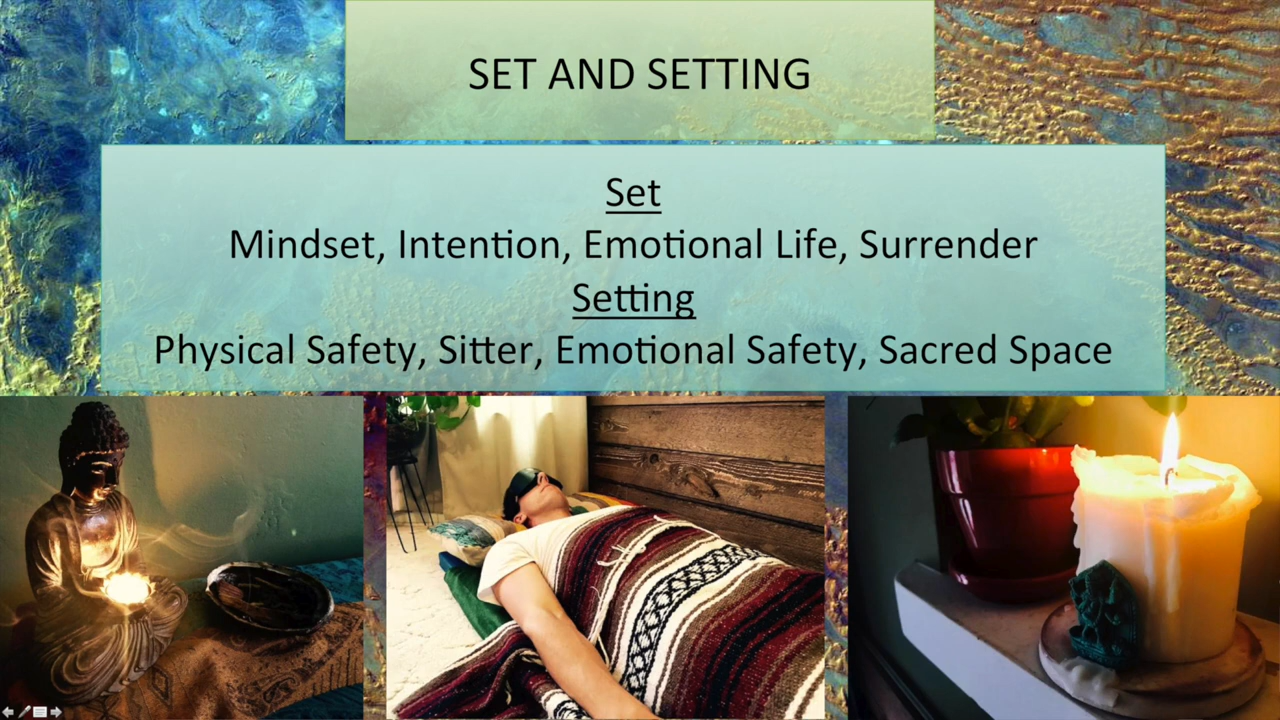 SET AND SETTING
Set
Mindset, Intention, Emotional Life, Surrender
Setting
Physical Safety, Sitter, Emotional Safety, Sacred Space